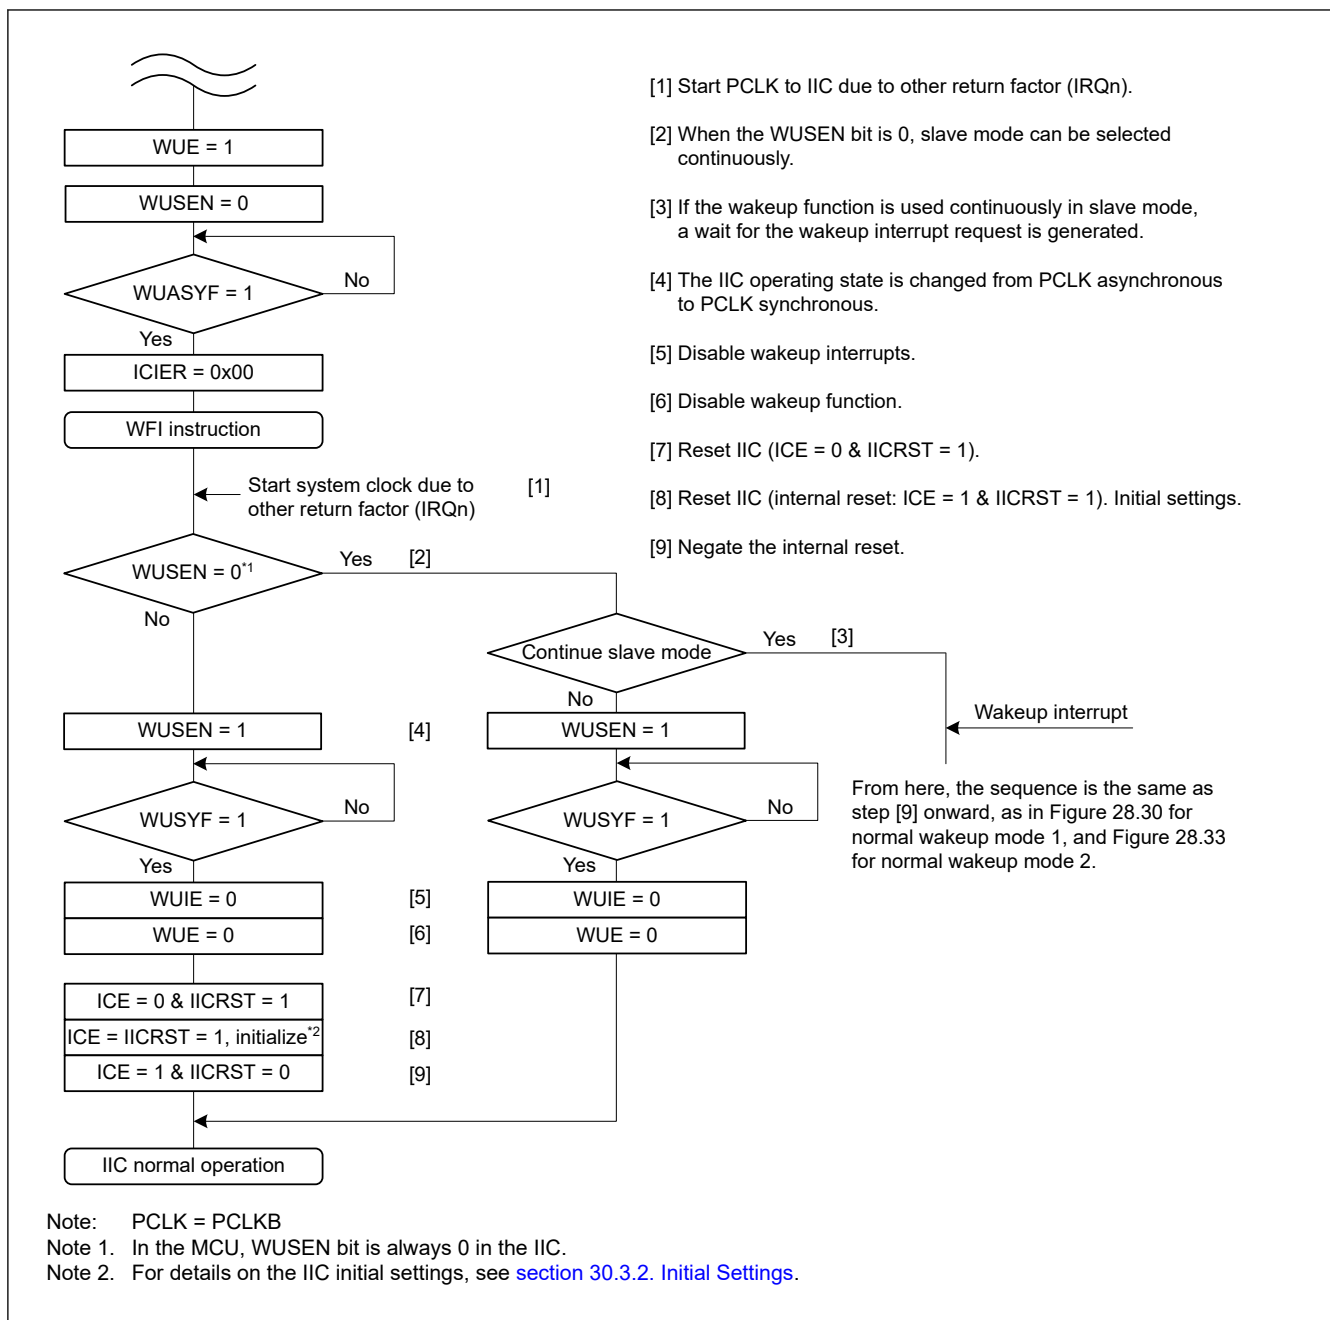 WUE = 1
WUSEN = 0
WUASYF = 1
No
Yes
ICIER = 0x00
WFI instruction
Start system clock due to
other return factor (IRQn)
[1]
WUSEN = 0*1
Yes
[2]
No
Continue slave mode
Yes
[3]
No
Wakeup interrupt
WUSEN = 1
[4]
WUSEN = 1
WUSYF = 1
No
WUSYF = 1
No
From here, the sequence is the same as
step [9] onward, as in Figure 28.30 for
normal wakeup mode 1, and Figure 28.33
for normal wakeup mode 2.
Yes
Yes
WUIE = 0
[5]
WUIE = 0
WUE = 0
[6]
WUE = 0
ICE = 0 & IICRST = 1
[7]
ICE = IICRST = 1, initialize*2
[8]
ICE = 1 & IICRST = 0
[9]
IIC normal operation
[1] Start PCLK to IIC due to other return factor (IRQn).
[2] When the WUSEN bit is 0, slave mode can be selected
continuously.
[3] If the wakeup function is used continuously in slave mode,
a wait for the wakeup interrupt request is generated.
[4] The IIC operating state is changed from PCLK asynchronous
to PCLK synchronous.
[5] Disable wakeup interrupts.
[6] Disable wakeup function.
[7] Reset IIC (ICE = 0 & IICRST = 1).
[8] Reset IIC (internal reset: ICE = 1 & IICRST = 1). Initial settings.
[9] Negate the internal reset.
Note: PCLK = PCLKB
Note 1. In the MCU, WUSEN bit is always 0 in the IIC.
Note 2. For details on the IIC initial settings, see section 30.3.2. Initial Settings.